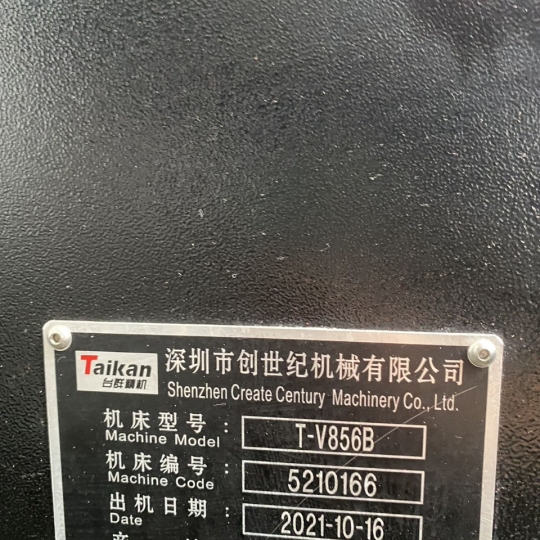 Taikan
台群精机
深圳市创世纪机械有限公司
Shenzhen Create Century Machinery Co., Ltd.
机床型号: T-V856B
Machine Model
机床编号: 5210166
Machine Code
出机日期: 2021-10-16
Date